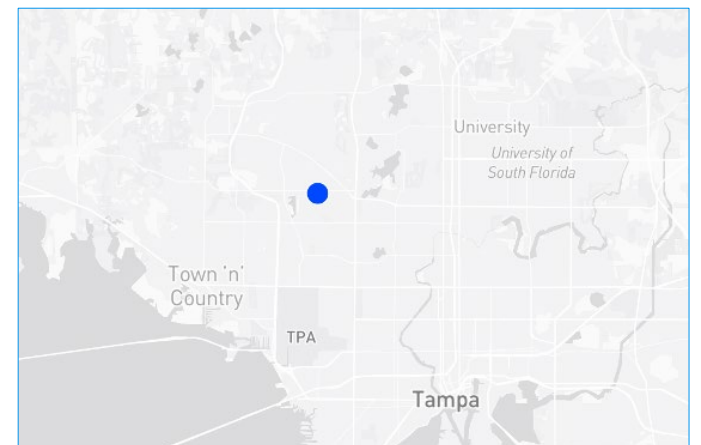 University
University of
South Florida
Town 'n'
Country
TPA
Tampa